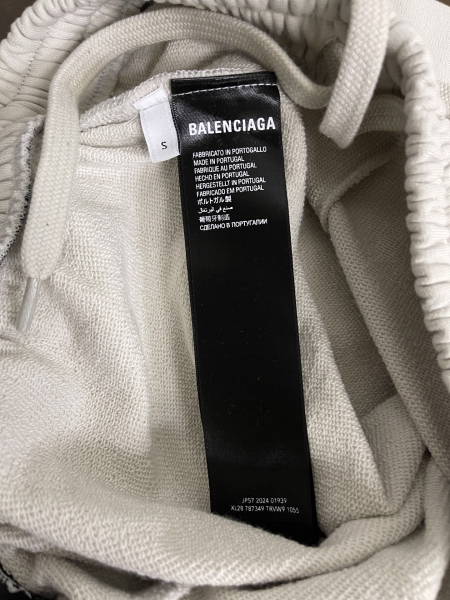 BALENCIAGA
S
FABBRICATO IN PORTOGALLO
MADE IN PORTUGAL
FABRIQUE AU PORTUGAL
HECHO EN PORTUGAL
HERGESTELLT IN PORTUGAL
FABRICADO EM PORTUGAL
ポルトガル製
صنع في البرتغال
葡萄牙制造
СДЕЛАНО В ПОРТУГАЛИИ
JP57 2024 01939
XL28 787349 TRVW9 1055